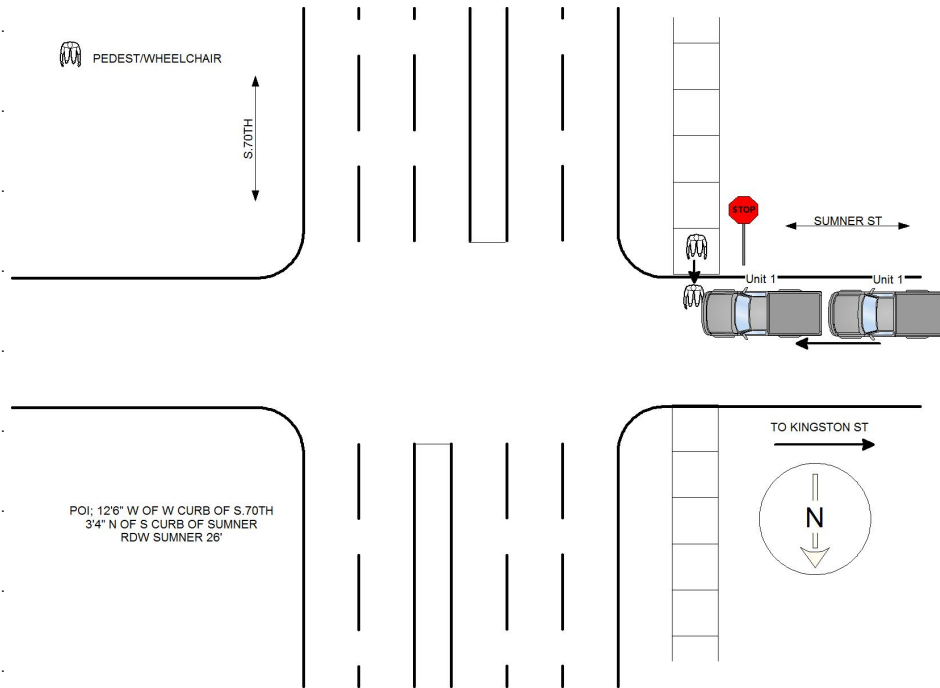 PEDEST/WHEELCHAIR
S.70TH
STOP
SUMNER ST
Unit 1
Unit 1
TO KINGSTON ST
N
POI; 12'6" W OF W CURB OF S.70TH
3'4" N OF S CURB OF SUMNER
RDW SUMNER 26'